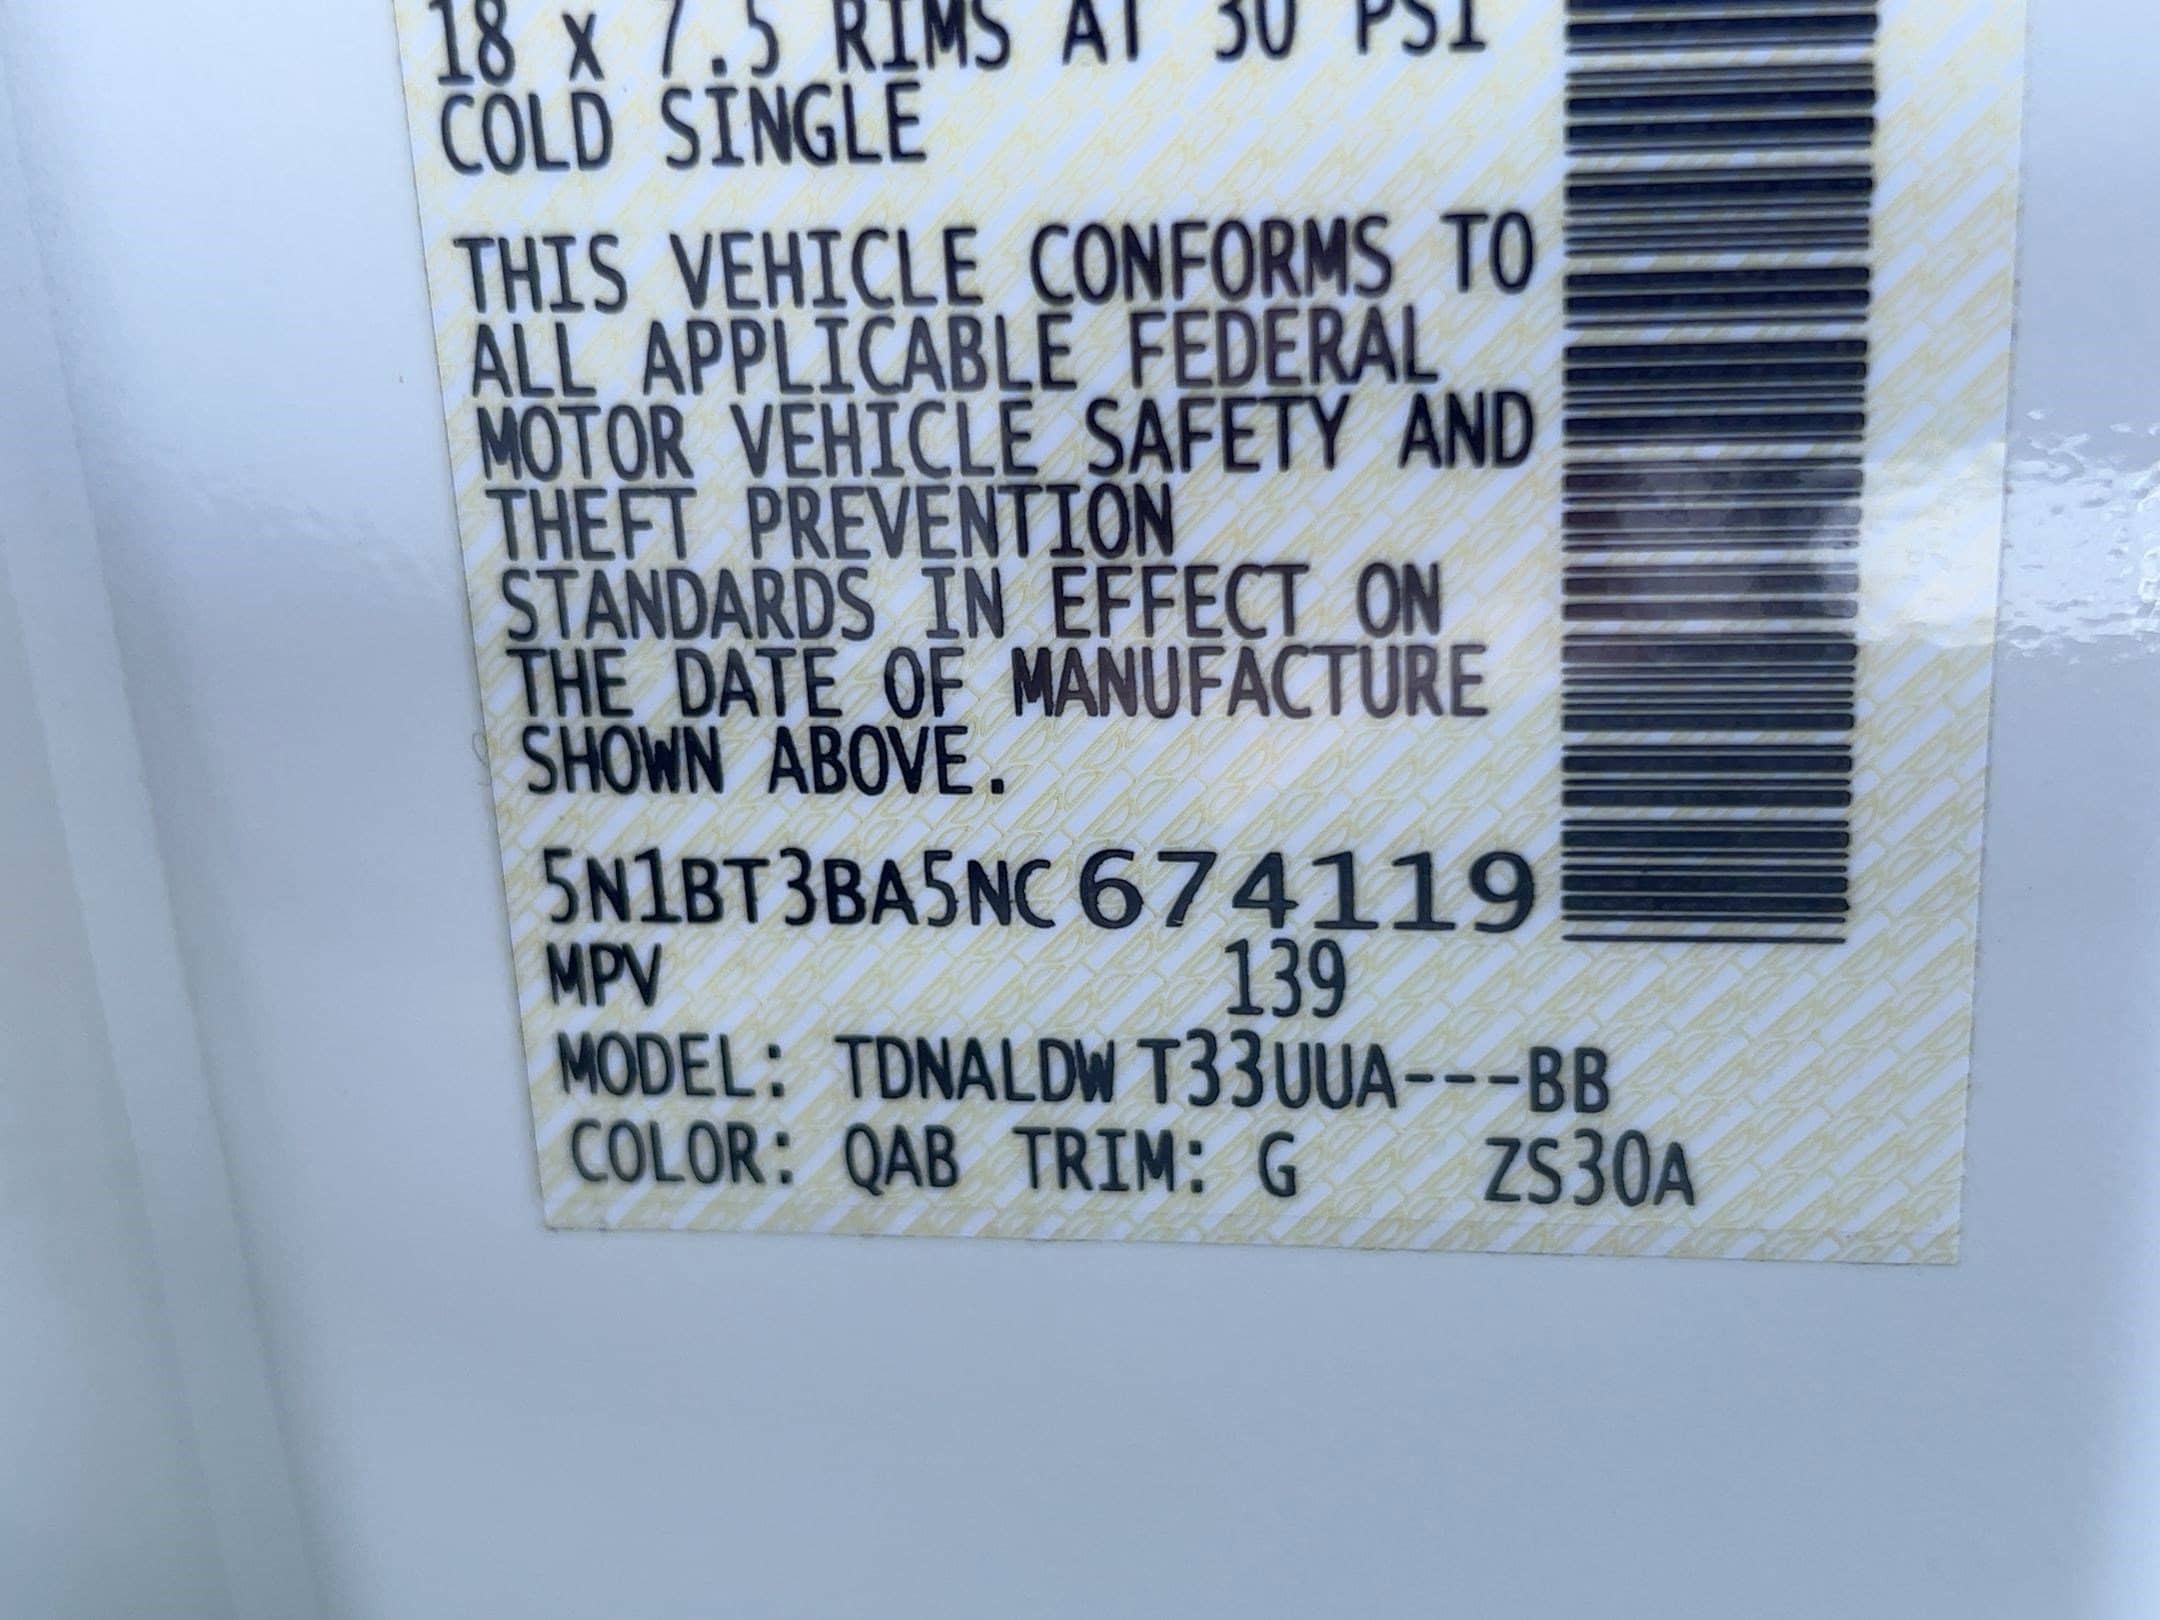 18 x 7.5 RIMS AT 30 PSI
COLD SINGLE
THIS VEHICLE CONFORMS TO
ALL APPLICABLE FEDERAL
MOTOR VEHICLE SAFETY AND
THEFT PREVENTION
STANDARDS IN EFFECT ON
THE DATE OF MANUFACTURE
SHOWN ABOVE.
5N1BT3BA5NC674119
MPV 139
MODEL: TDNALDW T33UUA---BB
COLOR: QAB TRIM: G ZS30A